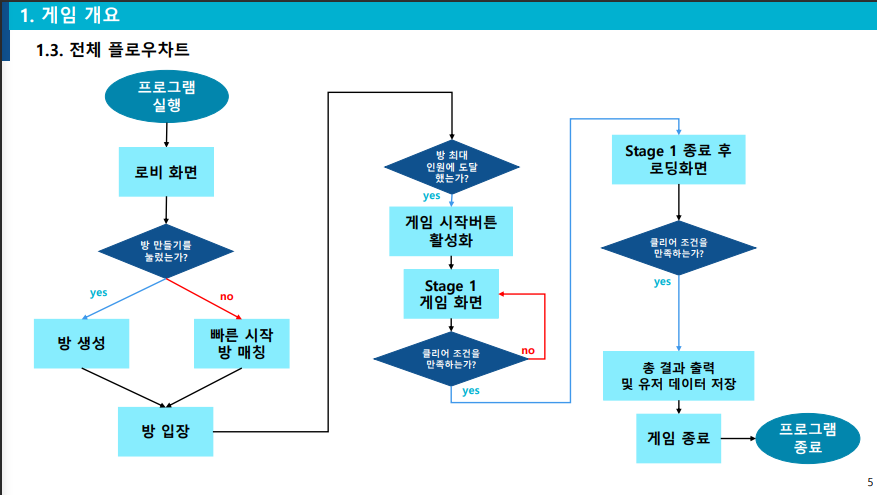 1. 게임 개요
1.3. 전체 플로우차트
프로그램
실행
로비 화면
방 만들기를
눌렀는가?
yes
no
방 생성
빠른 시작
방 매칭
방 입장
방 최대
인원에 도달
했는가?
yes
게임 시작버튼
활성화
Stage 1
게임 화면
클리어 조건을
만족하는가?
no
yes
Stage 1 종료 후
로딩화면
클리어 조건을
만족하는가?
yes
총 결과 출력
및 유저 데이터 저장
게임 종료
프로그램
종료
5